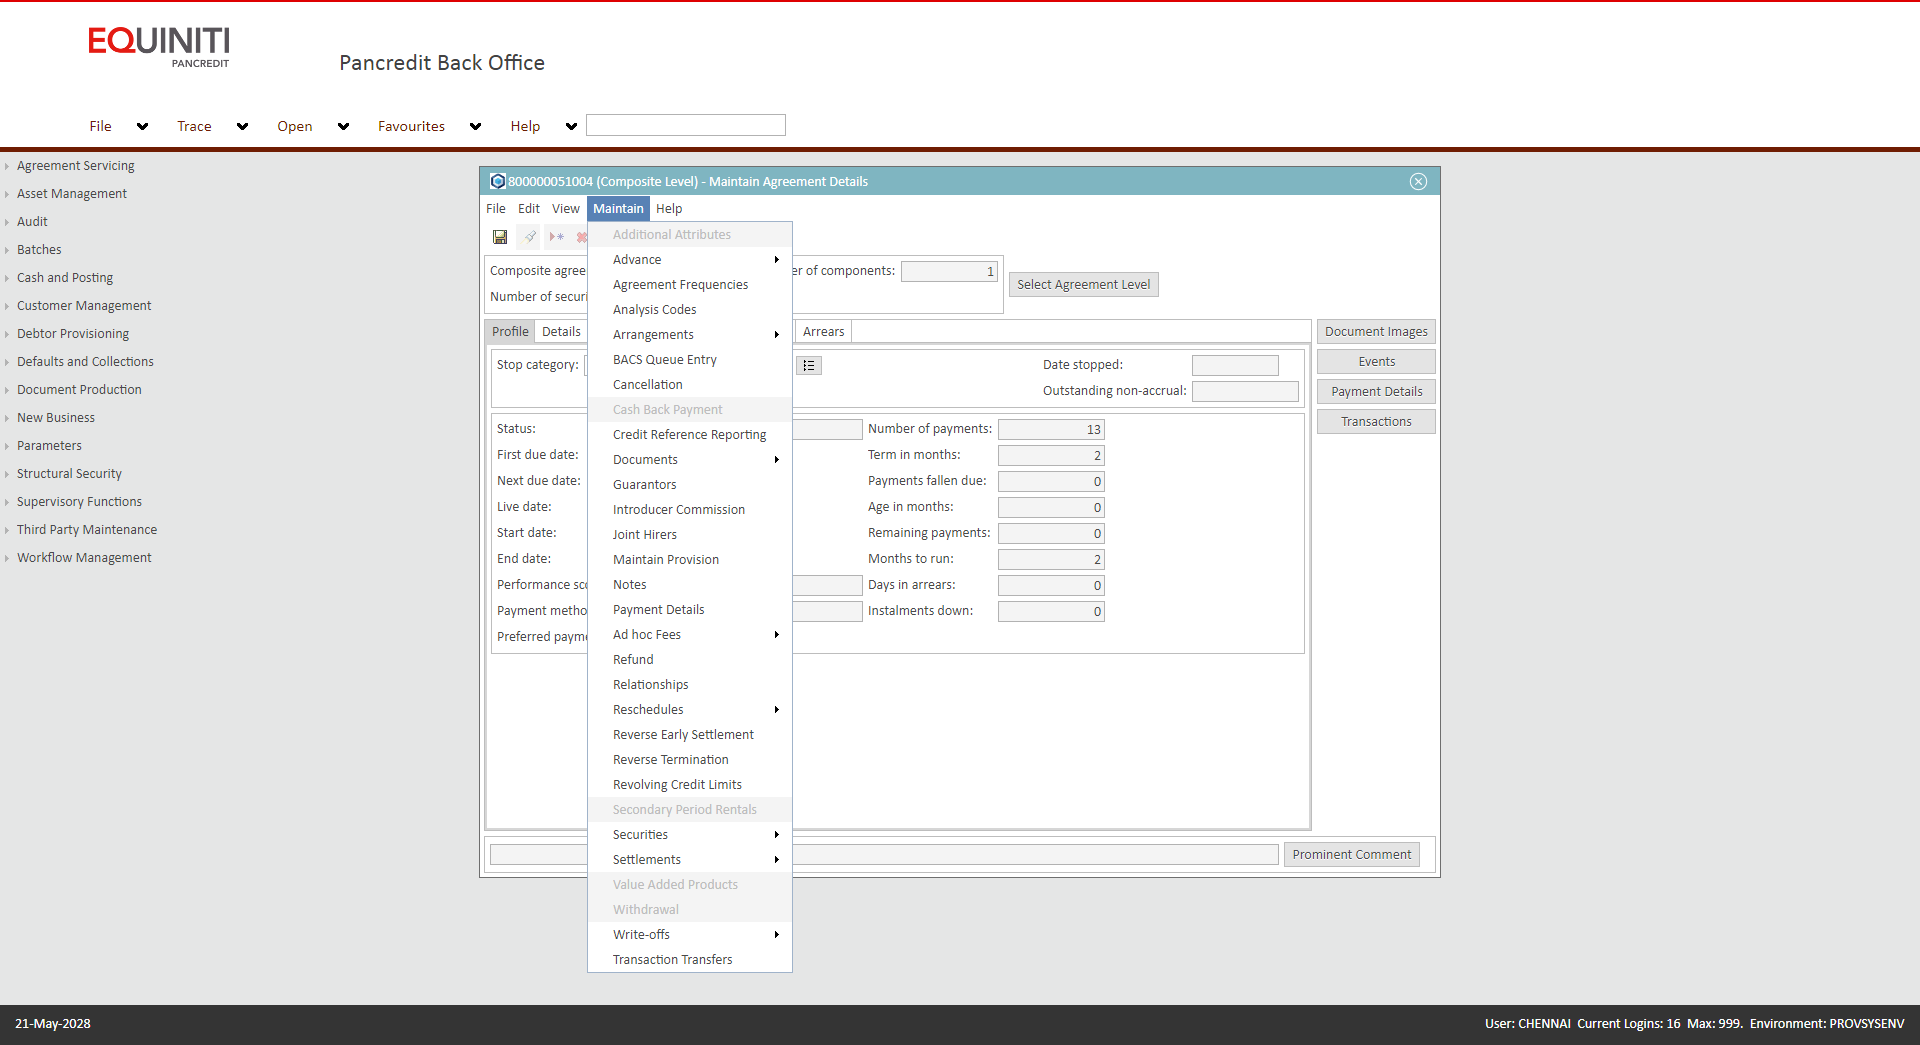 EQUINITI
PANCREDIT
Pancredit Back Office
File Trace Open Favourites Help
Agreement Servicing
Asset Management
Audit
Batches
Cash and Posting
Customer Management
Debtor Provisioning
Defaults and Collections
Document Production
New Business
Parameters
Structural Security
Supervisory Functions
Third Party Maintenance
Workflow Management
800000051004 (Composite Level) - Maintain Agreement Details
File Edit View Maintain Help
Composite agree
er of components: 1
Select Agreement Level
Number of securi
Profile Details Arrears
Stop category:
Date stopped:
Outstanding non-accrual:
Status:
First due date:
Next due date:
Live date:
Start date:
End date:
Performance sco
Payment metho
Preferred payme
Number of payments: 13
Term in months: 2
Payments fallen due: 0
Age in months: 0
Remaining payments: 0
Months to run: 2
Days in arrears: 0
Instalments down: 0
Additional Attributes
Advance
Agreement Frequencies
Analysis Codes
Arrangements
BACS Queue Entry
Cancellation
Cash Back Payment
Credit Reference Reporting
Documents
Guarantors
Introducer Commission
Joint Hirers
Maintain Provision
Notes
Payment Details
Ad hoc Fees
Refund
Relationships
Reschedules
Reverse Early Settlement
Reverse Termination
Revolving Credit Limits
Secondary Period Rentals
Securities
Settlements
Value Added Products
Withdrawal
Write-offs
Transaction Transfers
Document Images
Events
Payment Details
Transactions
Prominent Comment
21-May-2028
User: CHENNAI Current Logins: 16 Max: 999. Environment: PROVSYSENV